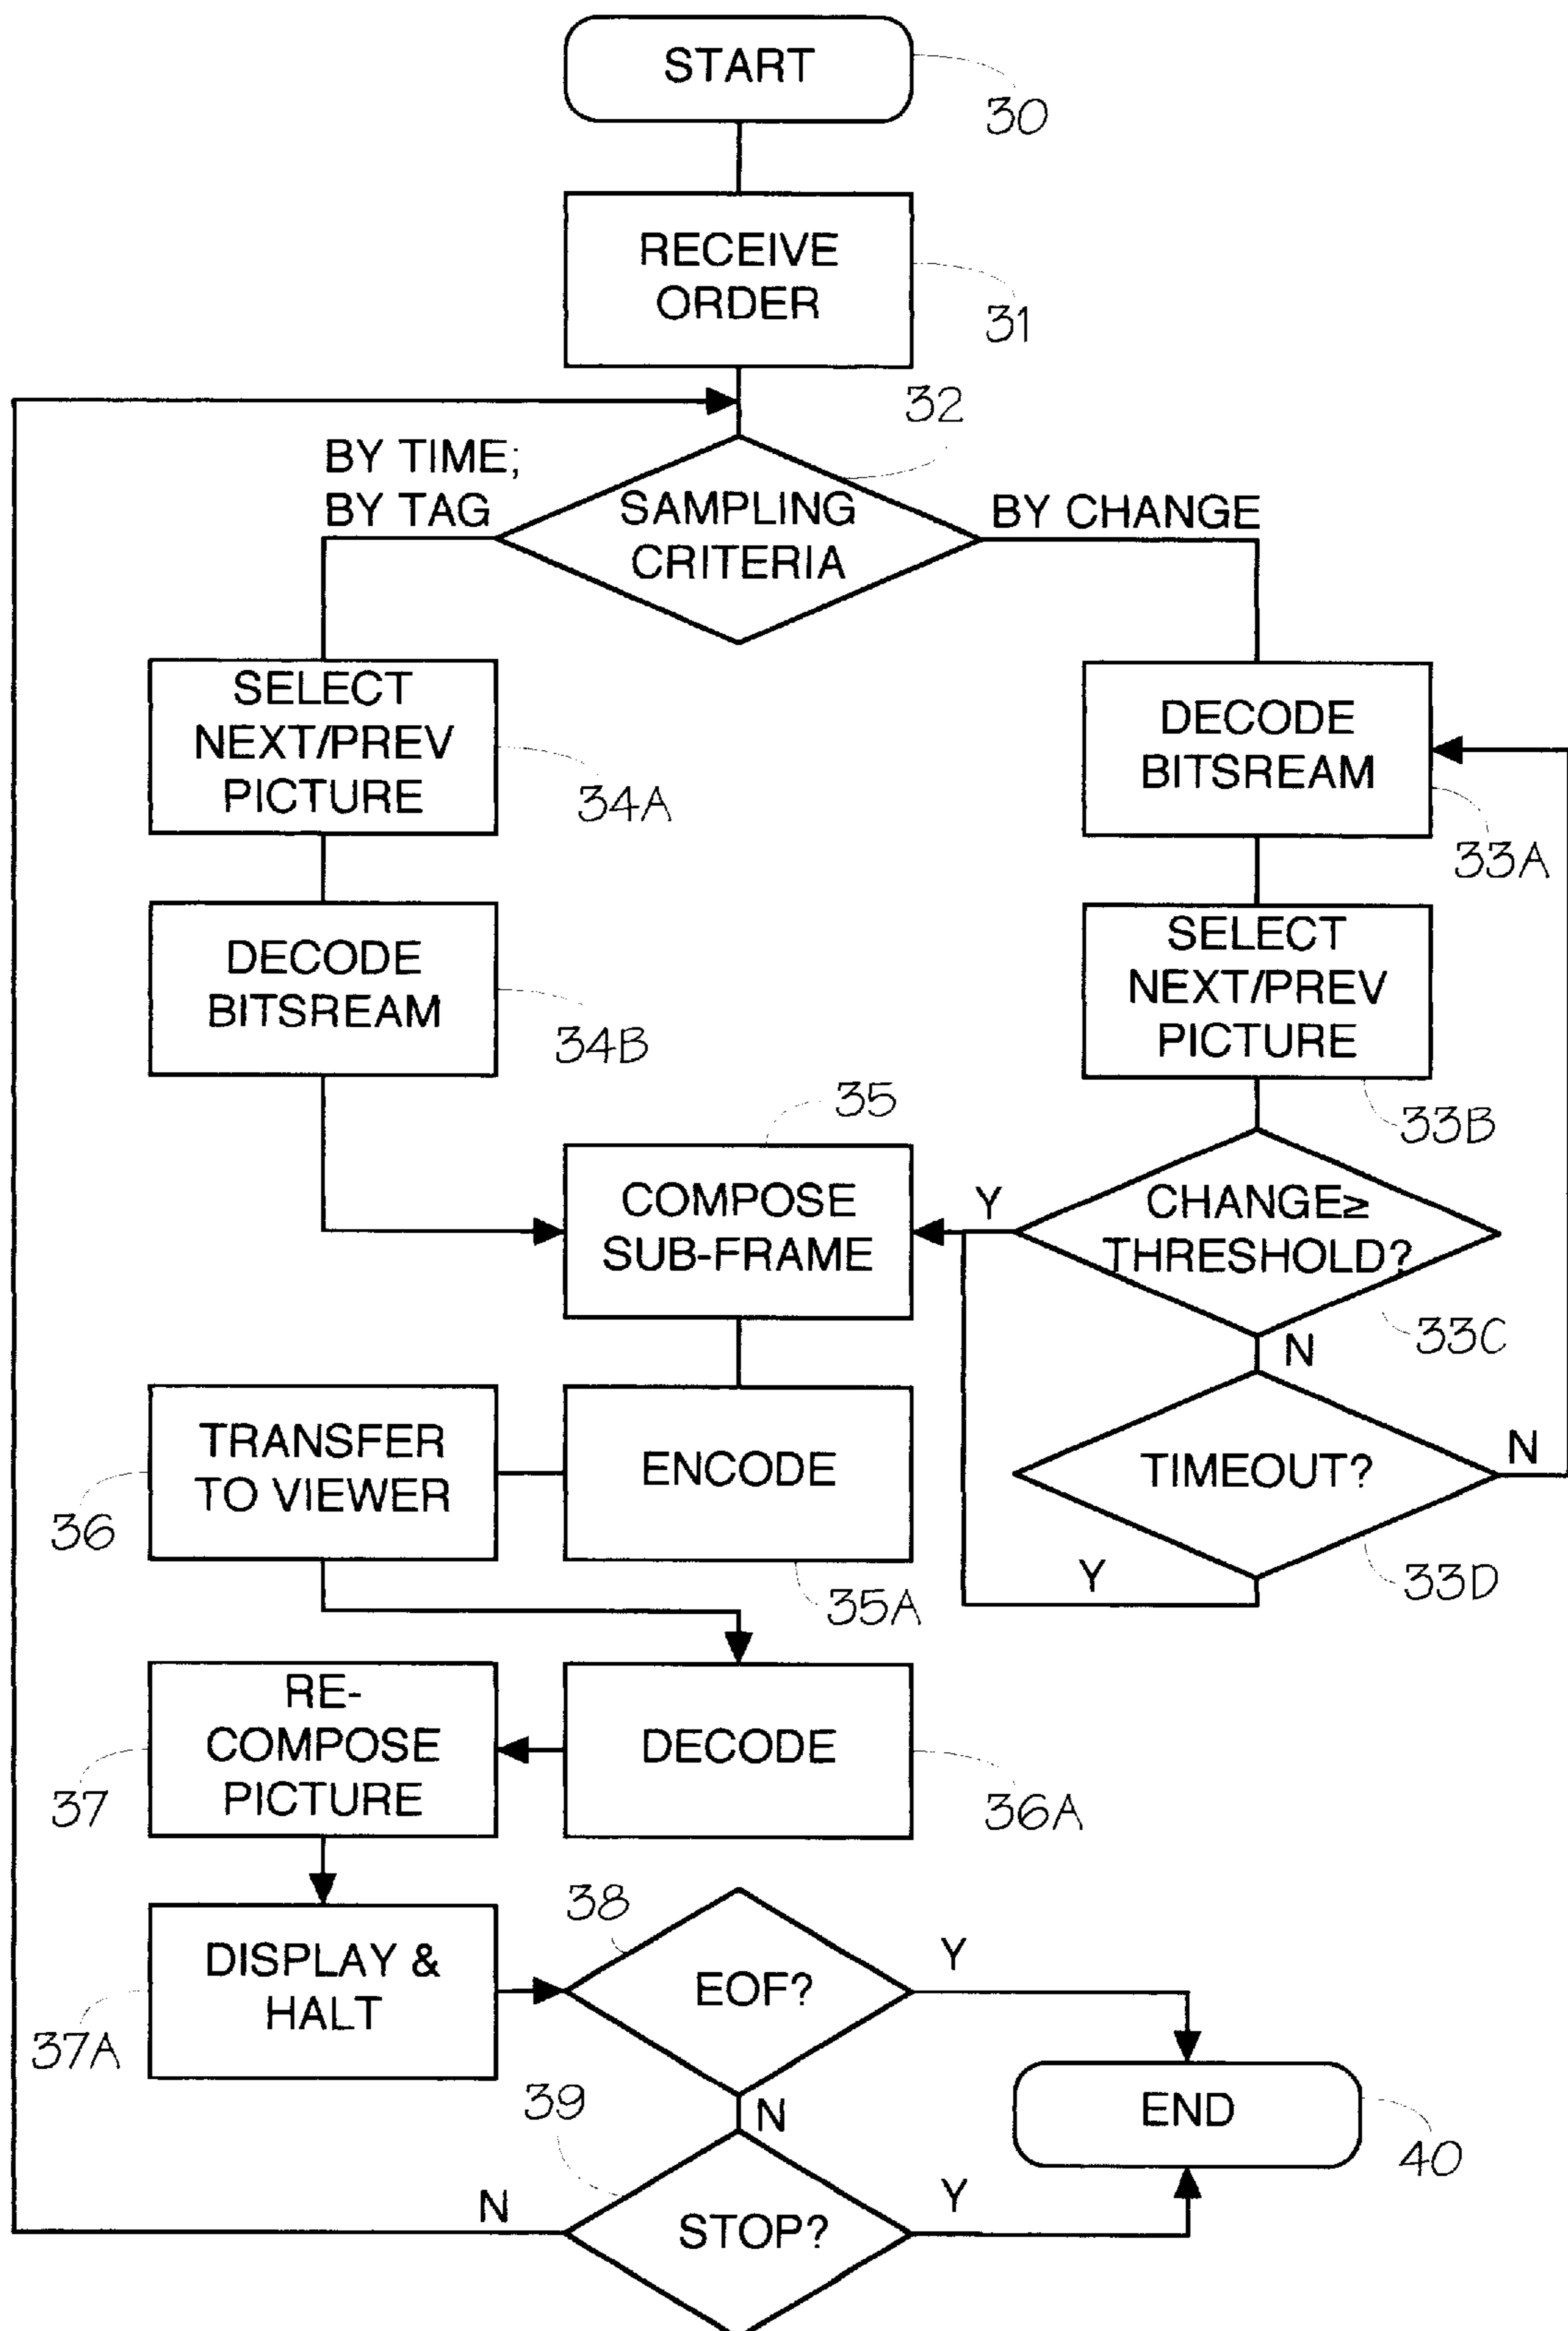 START
30
RECEIVE
ORDER
31
32
BY TIME;
BY TAG
SAMPLING
CRITERIA
BY CHANGE
SELECT
NEXT/PREV
PICTURE
34A
DECODE
BITSREAM
33A
DECODE
BITSREAM
34B
SELECT
NEXT/PREV
PICTURE
33B
35
COMPOSE
SUB-FRAME
Y
CHANGE≥
THRESHOLD?
33C
N
TRANSFER
TO VIEWER
36
ENCODE
35A
TIMEOUT?
N
Y
33D
RE-
COMPOSE
PICTURE
37
DECODE
36A
DISPLAY &
HALT
37A
38
EOF?
Y
N
END
40
39
STOP?
N
Y